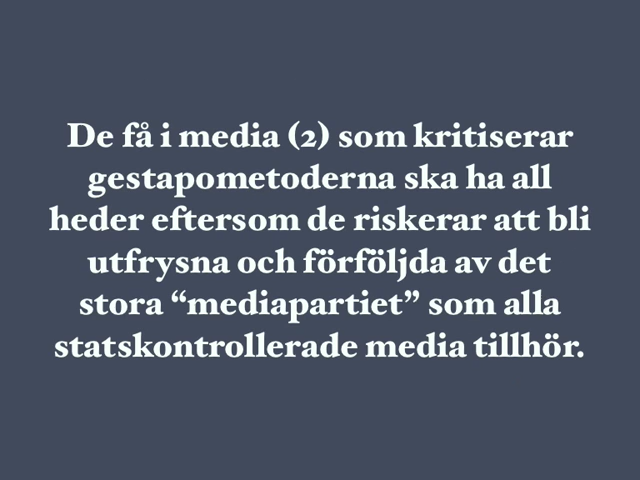 De få i media (2) som kritiserar
gestapometoderna ska ha all
heder eftersom de riskerar att bli
utfrysna och förföljda av det
stora “mediapartiet” som alla
statskontrollerade media tillhör.